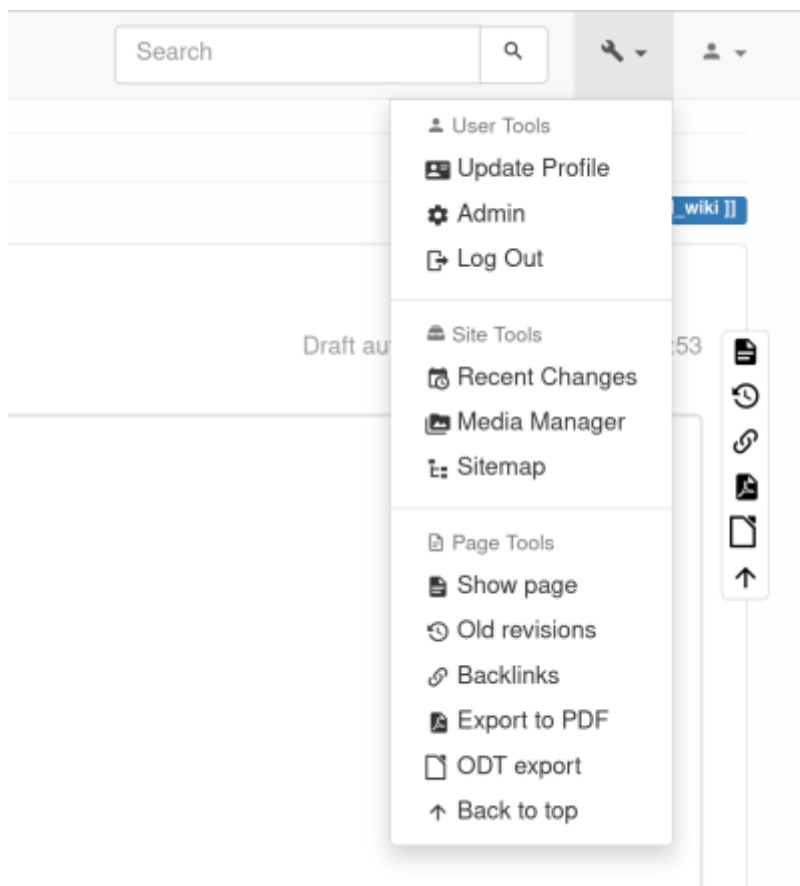 Search
User Tools
Update Profile
_wiki ]]
Admin
Log Out
Site Tools
Draft au
:53
Recent Changes
Media Manager
Sitemap
Page Tools
Show page
Old revisions
Backlinks
Export to PDF
ODT export
Back to top